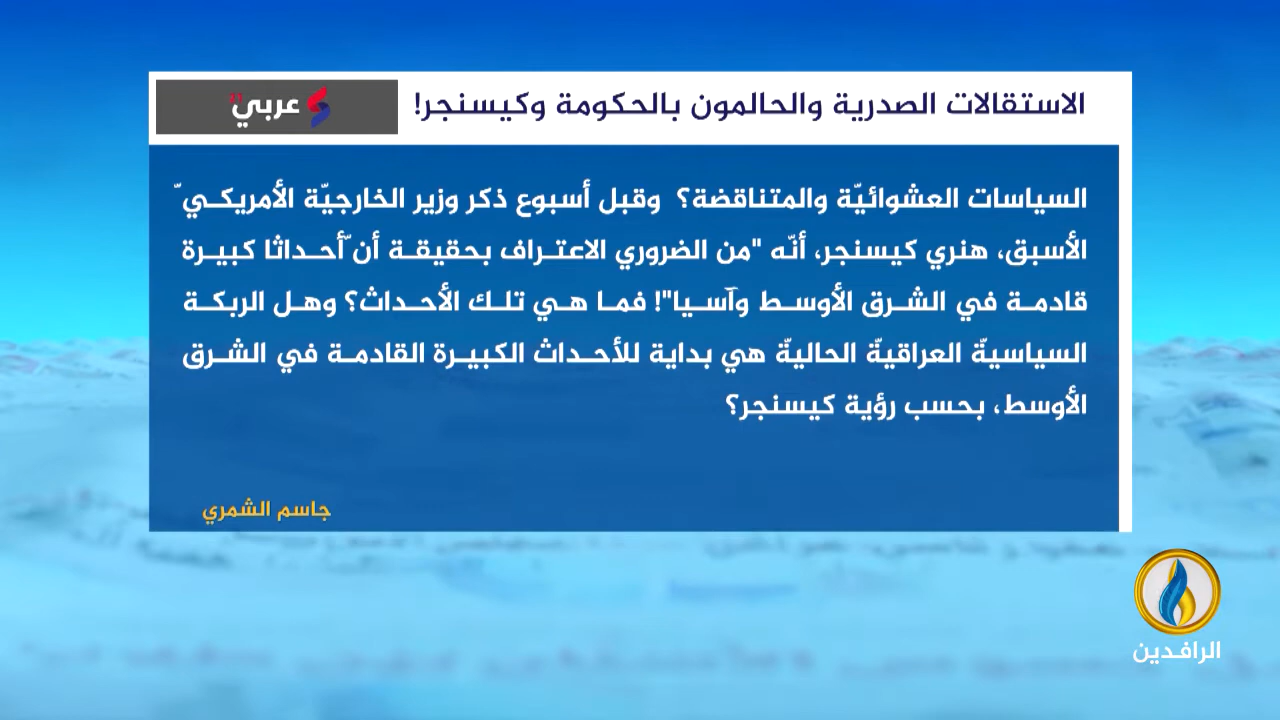 الاستقالات الصدرية والحالمون بالحكومة وكيسنجر!
عربي21
السياسات العشوائيّة والمتناقضة؟ وقبل أسبوع ذكر وزير الخارجيّة الأمريكيّ
الأسبق، هنري كيسنجر، أنّه "من الضروري الاعتراف بحقيقة أنّ أحداثا كبيرة
قادمة في الشرق الأوسط وآسيا"! فما هي تلك الأحداث؟ وهل الربكة
السياسيّة العراقيّة الحاليّة هي بداية للأحداث الكبيرة القادمة في الشرق
الأوسط، بحسب رؤية كيسنجر؟
جاسم الشمري
الرافدين